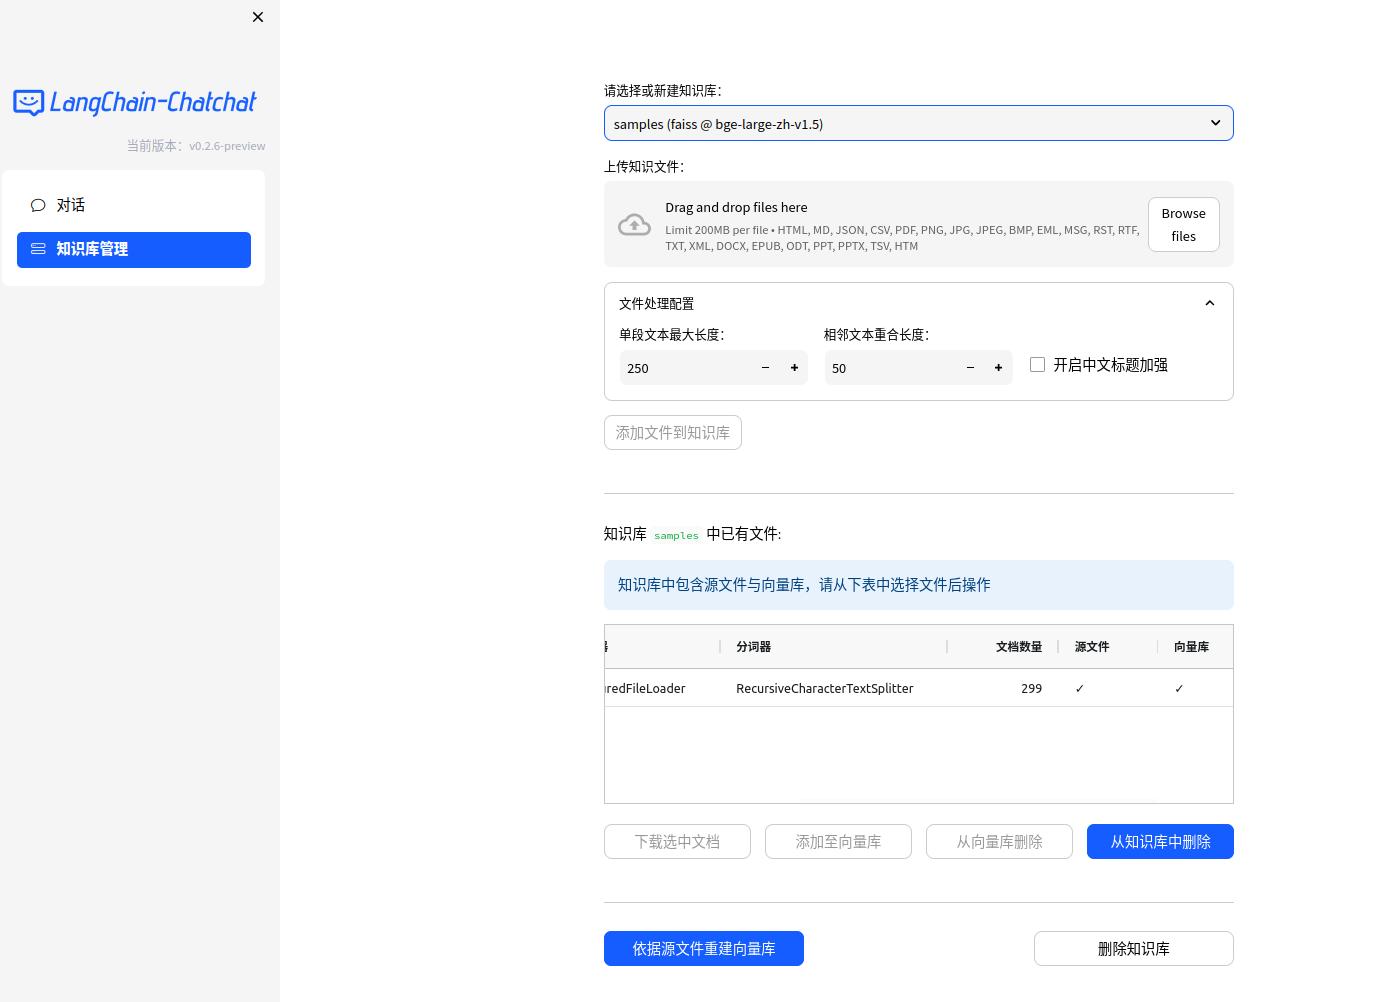 LangChain-Chatchat
当前版本：v0.2.6-preview
对话
知识库管理
请选择或新建知识库：
samples (faiss @ bge-large-zh-v1.5)
上传知识文件：
Drag and drop files here
Limit 200MB per file • HTML, MD, JSON, CSV, PDF, PNG, JPG, JPEG, BMP, EML, MSG, RST, RTF,
TXT, XML, DOCX, EPUB, ODT, PPT, PPTX, TSV, HTM
Browse
files
文件处理配置
单段文本最大长度：
相邻文本重合长度：
250
50
开启中文标题加强
添加文件到知识库
知识库 samples 中已有文件:
知识库中包含源文件与向量库，请从下表中选择文件后操作
分词器 文档数量 源文件 向量库
redFileLoader RecursiveCharacterTextSplitter 299 ✓ ✓
下载选中文档 添加至向量库 从向量库删除 从知识库中删除
依据源文件重建向量库 删除知识库